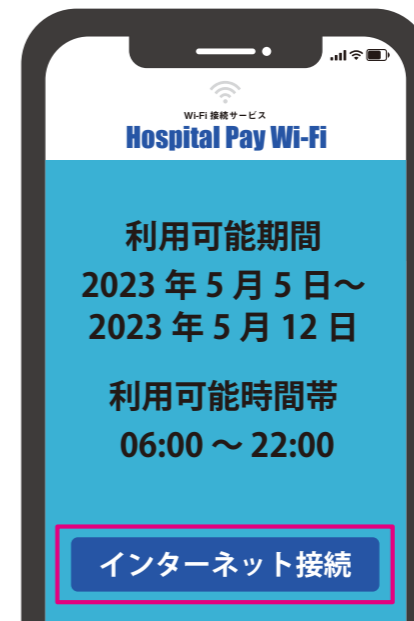 Wi-Fi 接続サービス
Hospital Pay Wi-Fi
利用可能期間
2023 年 5 月 5 日〜
2023 年 5 月 12 日
利用可能時間帯
06:00 〜 22:00
インターネット接続